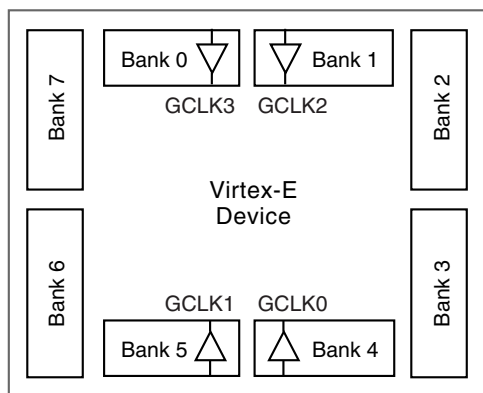 Bank 0
Bank 1
GCLK3
GCLK2
Bank 7
Bank 2
Virtex-E
Device
Bank 6
Bank 3
GCLK1
GCLK0
Bank 5
Bank 4